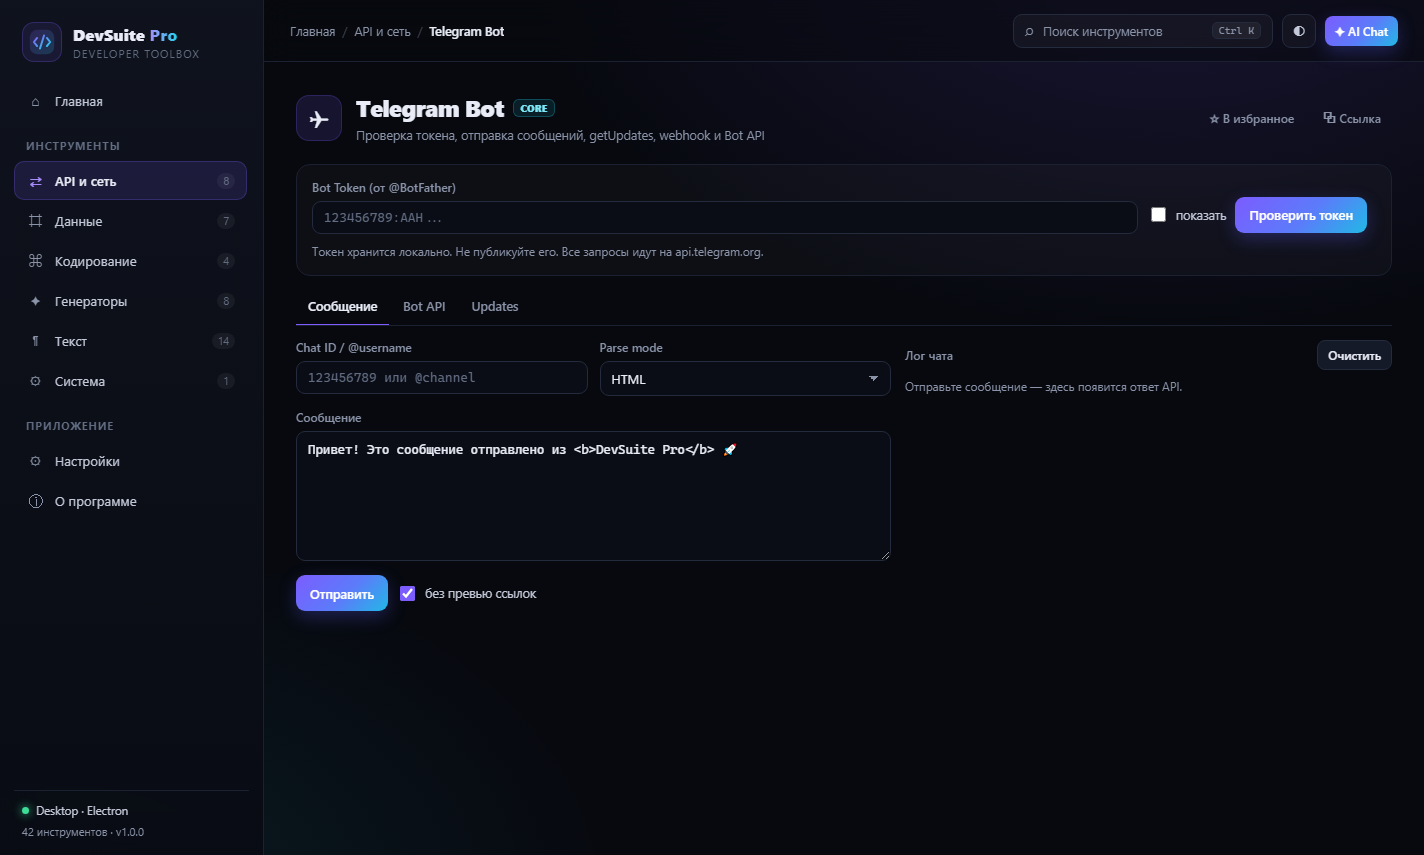 DevSuite Pro
DEVELOPER TOOLBOX
Главная
ИНСТРУМЕНТЫ
API и сеть 8
Данные 7
Кодирование 4
Генераторы 8
Текст 14
Система 1
ПРИЛОЖЕНИЕ
Настройки
О программе
Desktop · Electron
42 инструментов · v1.0.0
Главная / API и сеть / Telegram Bot
Поиск инструментов Ctrl K
✦ AI Chat
Telegram Bot CORE
Проверка токена, отправка сообщений, getUpdates, webhook и Bot API
☆ В избранное
Ссылка
Bot Token (от @BotFather)
123456789:AAH...
показать
Проверить токен
Токен хранится локально. Не публикуйте его. Все запросы идут на api.telegram.org.
Сообщение Bot API Updates
Chat ID / @username
123456789 или @channel
Parse mode
HTML
Сообщение
Привет! Это сообщение отправлено из <b>DevSuite Pro</b> 🚀
Отправить
без превью ссылок
Лог чата
Очистить
Отправьте сообщение — здесь появится ответ API.